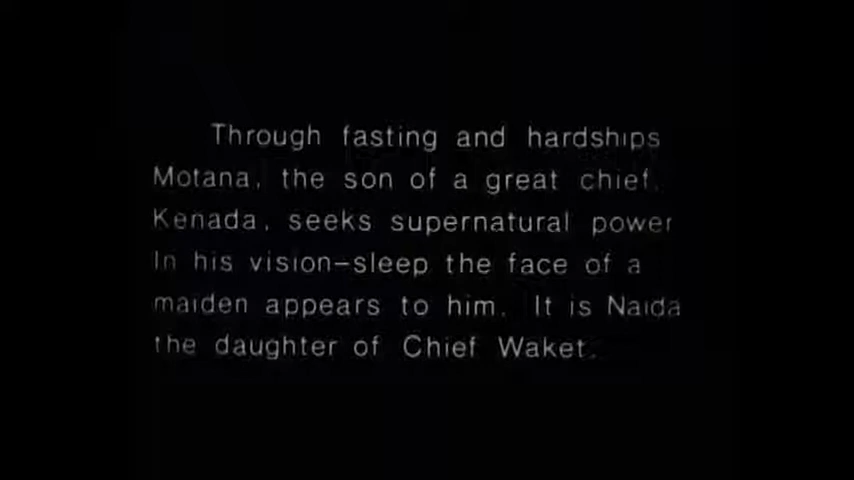 Through fasting and hardships
Motana, the son of a great chief,
Kenada, seeks supernatural power
In his vision–sleep the face of a
maiden appears to him. It is Naida
the daughter of Chief Waket.